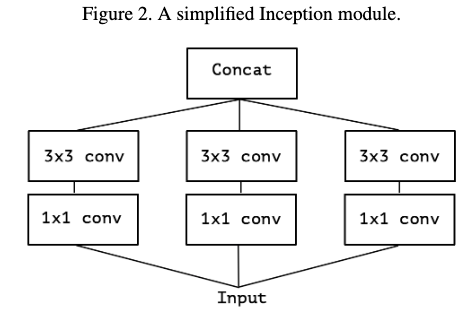 Figure 2. A simplified Inception module.
Concat
3x3 conv 3x3 conv 3x3 conv
1x1 conv 1x1 conv 1x1 conv
Input